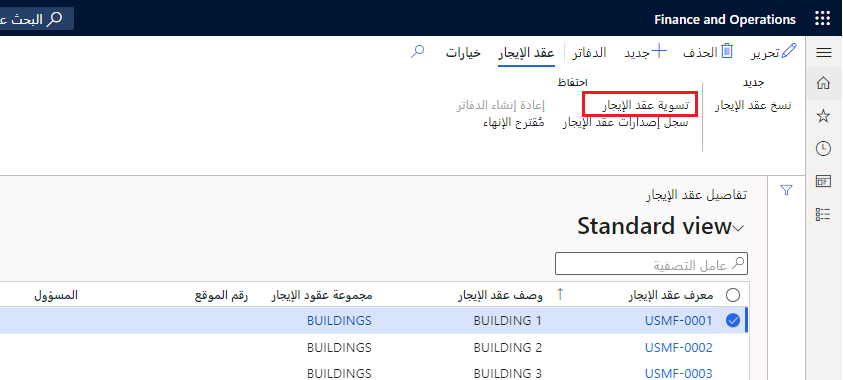 Finance and Operations
البحث ع
تحرير
الحذف
جديد
الدفاتر
عقد الإيجار
خيارات
جديد
احتفاظ
نسخ عقد الإيجار
تسوية عقد الإيجار
إعادة إنشاء الدفاتر
سجل إصدارات عقد الإيجار
مُقترح الإنهاء
تفاصيل عقد الإيجار
Standard view
عامل التصفية
معرف عقد الإيجار
وصف عقد الإيجار
مجموعة عقود الإيجار
رقم الموقع
المسؤول
USMF-0001 BUILDING 1 BUILDINGS
USMF-0002 BUILDING 2 BUILDINGS
USMF-0003 BUILDING 3 BUILDINGS